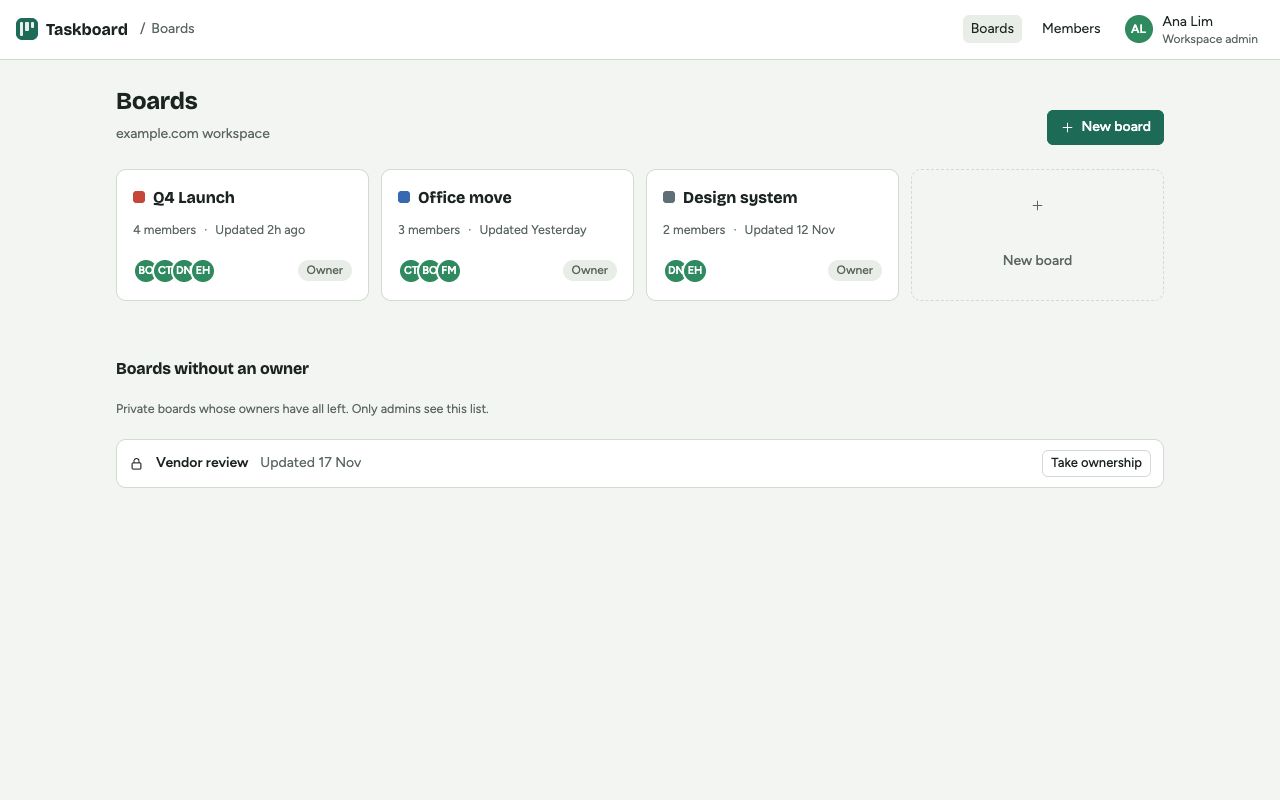 Taskboard / Boards
Boards
Members
AL
Ana Lim
Workspace admin
Boards
example.com workspace
+ New board
Q4 Launch
4 members · Updated 2h ago
BO CT DN EH
Owner
Office move
3 members · Updated Yesterday
CT BO FM
Owner
Design system
2 members · Updated 12 Nov
DN EH
Owner
+
New board
Boards without an owner
Private boards whose owners have all left. Only admins see this list.
Vendor review Updated 17 Nov
Take ownership